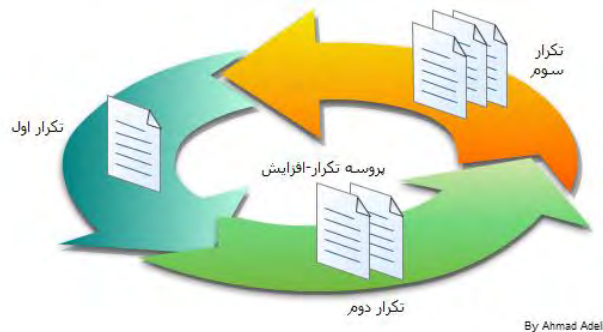 تکرار
سوم
تکرار اول
پروسه تکرار-افزایش
تکرار دوم
By Ahmad Adel